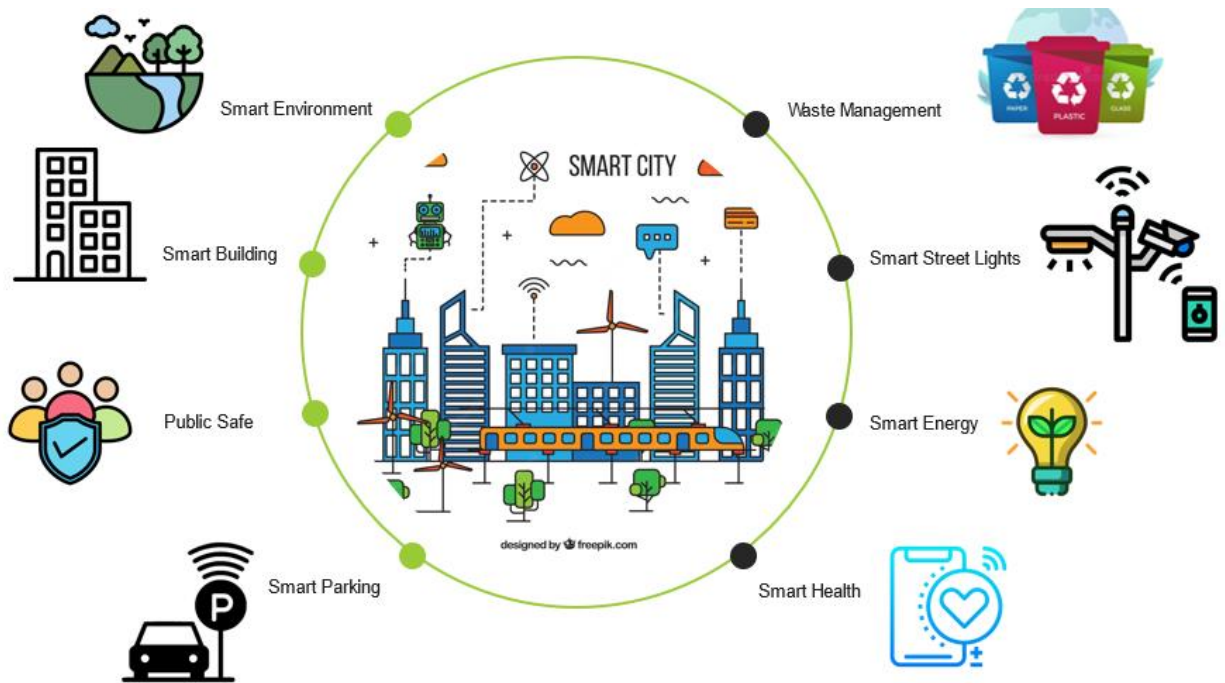 Smart Environment
Waste Management
PAPER
PLASTIC
GLASS
SMART CITY
Smart Building
Smart Street Lights
Public Safe
Smart Energy
P
designed by freepik.com
Smart Parking
Smart Health